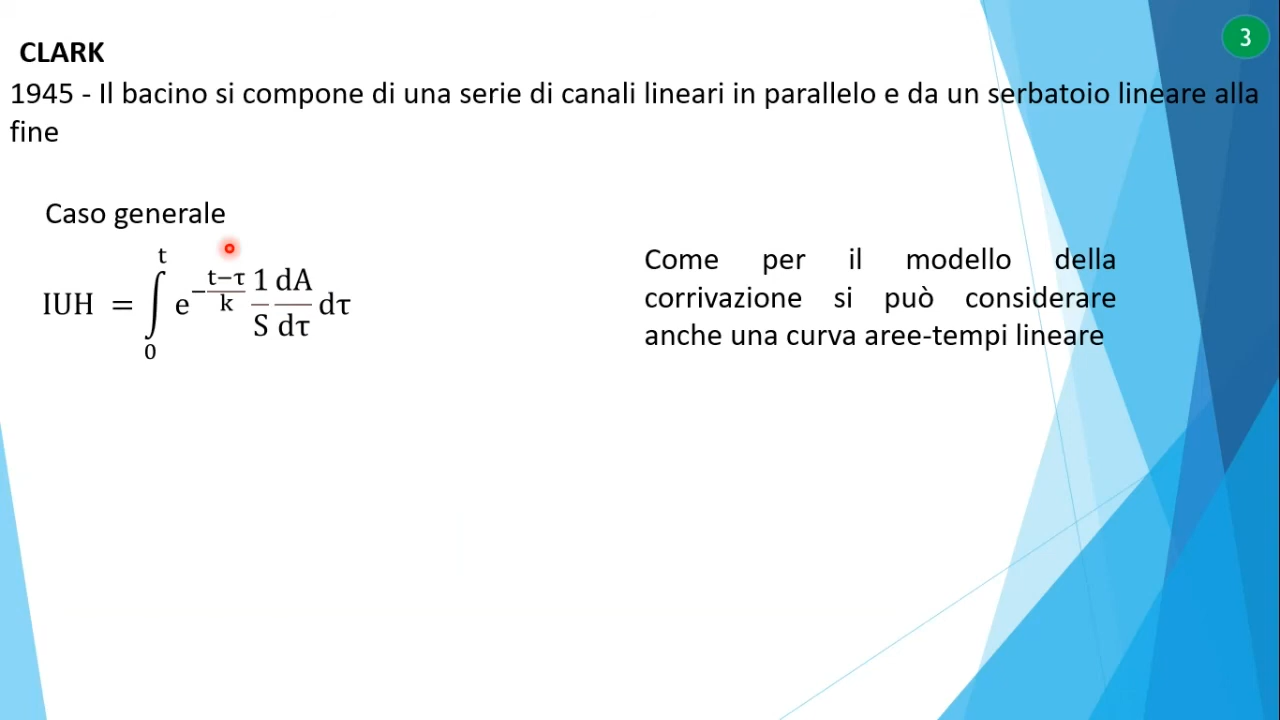 3
CLARK
1945 - Il bacino si compone di una serie di canali lineari in parallelo e da un serbatoio lineare alla
fine
Caso generale
IUH = ∫₀ᵗ e^(−(t−τ)/k) (1/S) (dA/dτ) dτ
Come per il modello della
corrivazione si può considerare
anche una curva aree-tempi lineare